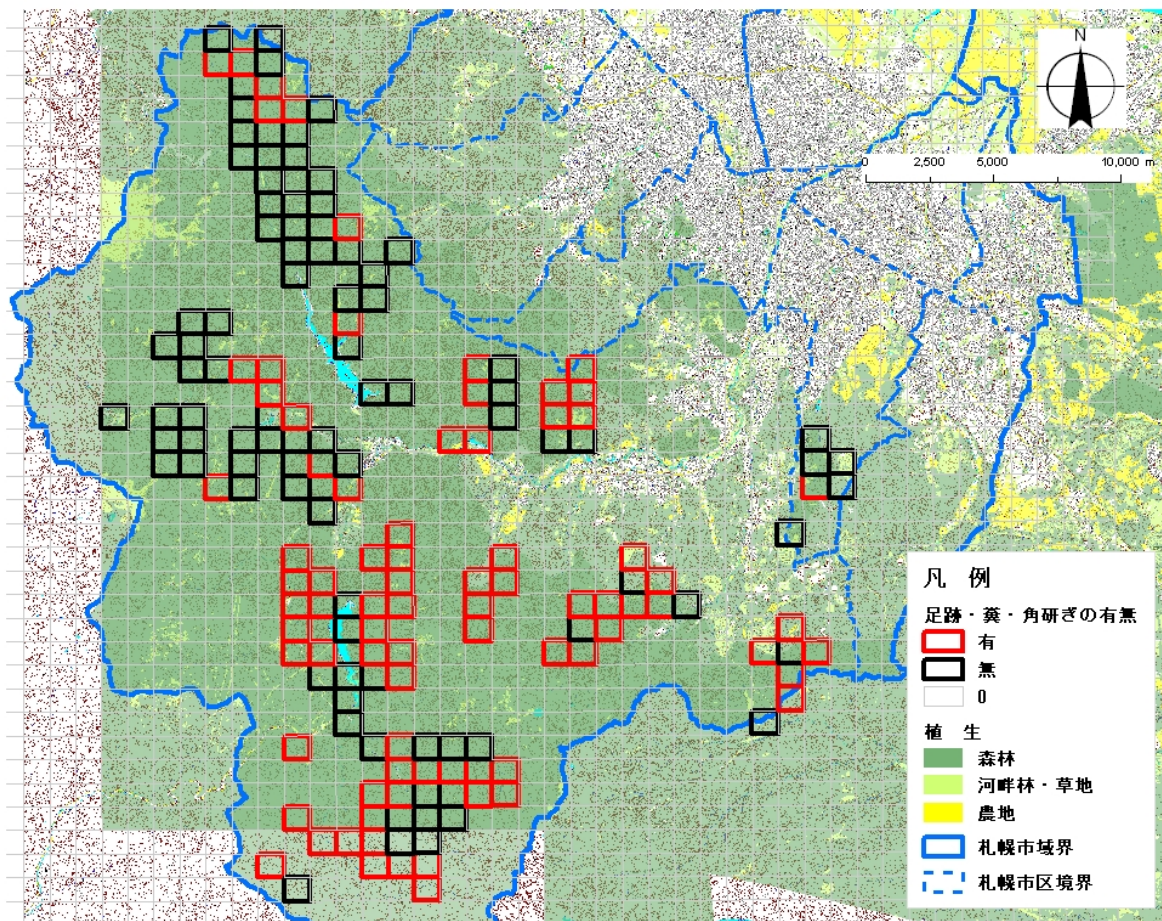 N
0 2,500 5,000 10,000 m
凡 例
足跡・糞・角研ぎの有無
有
無
0
植 生
森林
河畔林・草地
農地
札幌市域界
札幌市区境界